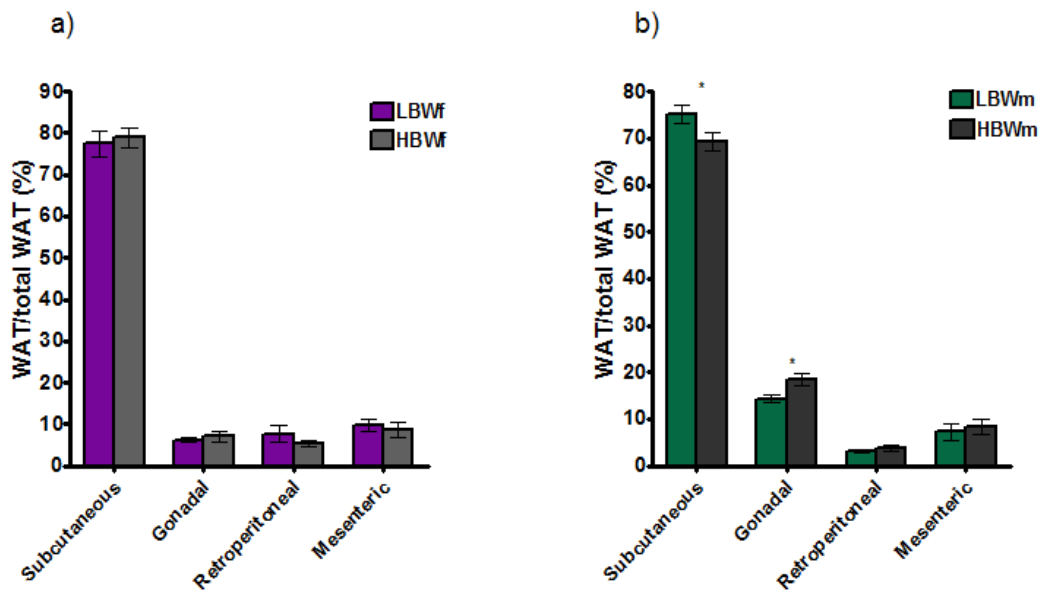 a)
WAT/total WAT (%)
90
80
70
60
50
40
30
20
10
0
LBWf
HBWf
Subcutaneous
Gonadal
Retroperitoneal
Mesenteric
b)
WAT/total WAT (%)
80
70
60
50
40
30
20
10
0
*
*
LBWm
HBWm
Subcutaneous
Gonadal
Retroperitoneal
Mesenteric